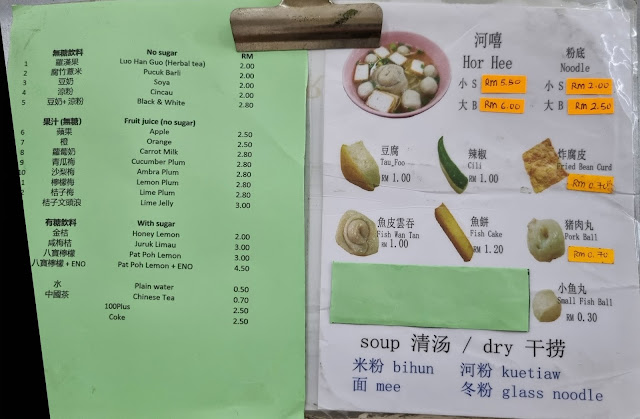 無糖飲料 No sugar RM
1 羅漢果 Luo Han Guo (Herbal tea) 2.00
2 腐竹薏米 Pucuk Barli 2.00
3 豆奶 Soya 2.00
4 涼粉 Cincau 2.00
5 豆奶+ 涼粉 Black & White 2.80
果汁 (無糖) Fruit juice (no sugar)
6 蘋果 Apple 2.50
7 橙 Orange 2.50
8 蘿蔔奶 Carrot Milk 2.80
9 青瓜梅 Cucumber Plum 2.80
10 沙梨梅 Ambra Plum 2.80
檸檬梅 Lemon Plum 2.80
桔子梅 Lime Plum 2.80
桔子文頭浪 Lime Jelly 3.00
有糖飲料 With sugar
金桔 Honey Lemon 2.00
咸梅桔 Juruk Limau 3.00
八寶檸檬 Pat Poh Lemon 3.00
八寶檸檬 + ENO Pat Poh Lemon + ENO 4.50
水 Plain water 0.50
中國茶 Chinese Tea 0.70
100Plus 2.50
Coke 2.50
河嘻 粉底
Hor Hee Noodle
小 S RM 5.50 小 S RM 2.00
大 B RM 6.00 大 B RM 2.50
豆腐 辣椒 炸腐皮
Tau Foo Cili Fried Bean Curd
RM 1.00 RM 1.00 RM 0.70
魚皮雲吞 魚餅 猪肉丸
Fish Wan Tan Fish Cake Pork Ball
RM 1.00 RM 1.20 RM 0.70
小鱼丸
Small Fish Ball
RM 0.30
soup 清汤 / dry 干捞
米粉 bihun 河粉 kuetiaw
面 mee 冬粉 glass noodle